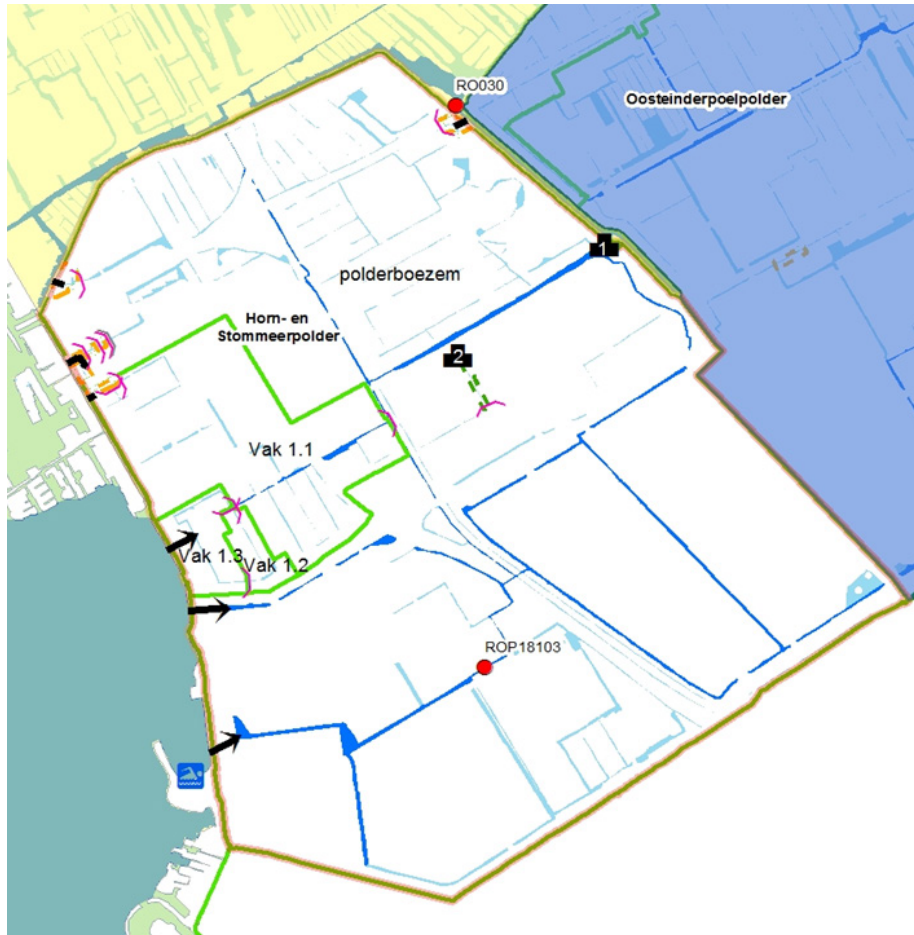 RO030
Oosteinderpoelpolder
1
polderboezem
Horn- en
Stommeerpolder
2
Vak 1.1
Vak 1.3
Vak 1.2
ROP18103